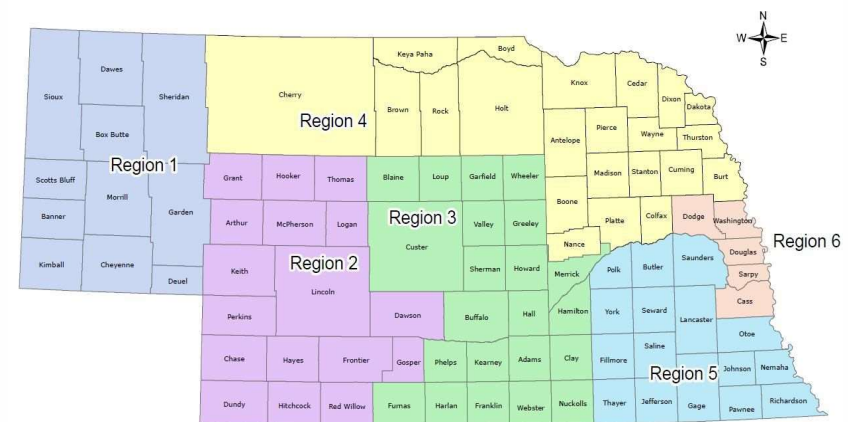 N
W E
S
Boyd
Keya Paha
Dawes
Sioux
Sheridan
Cherry
Brown
Rock
Holt
Knox
Cedar
Dixon
Dakota
Region 4
Box Butte
Antelope
Pierce
Wayne
Thurston
Region 1
Scotts Bluff
Morrill
Garden
Grant
Hooker
Thomas
Blaine
Loup
Garfield
Wheeler
Madison
Stanton
Cuming
Burt
Boone
Banner
Arthur
McPherson
Logan
Region 3
Custer
Valley
Greeley
Platte
Colfax
Dodge
Washington
Nance
Region 6
Kimball
Cheyenne
Deuel
Keith
Region 2
Lincoln
Sherman
Howard
Merrick
Polk
Butler
Saunders
Douglas
Sarpy
Cass
Perkins
Dawson
Buffalo
Hall
Hamilton
York
Seward
Lancaster
Otoe
Chase
Hayes
Frontier
Gosper
Phelps
Kearney
Adams
Clay
Fillmore
Saline
Region 5
Johnson
Nemaha
Dundy
Hitchcock
Red Willow
Furnas
Harlan
Franklin
Webster
Nuckolls
Thayer
Jefferson
Gage
Pawnee
Richardson